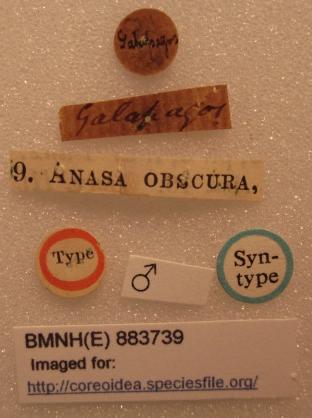 Galapagos
Galapagos
9. ANASA OBSCURA,
Type
♂
Syn-
type
BMNH(E) 883739
Imaged for:
http://coreoidea.speciesfile.org/